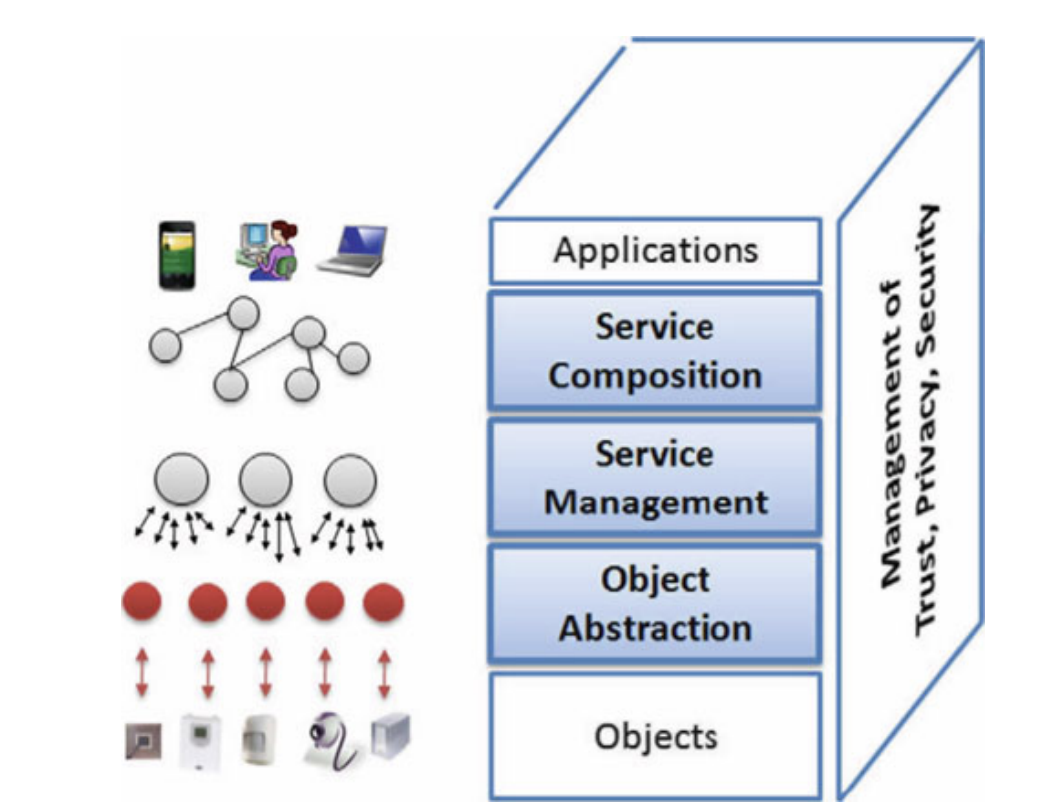 Applications
Service
Composition
Service
Management
Object
Abstraction
Objects
Management of
Trust, Privacy, Security